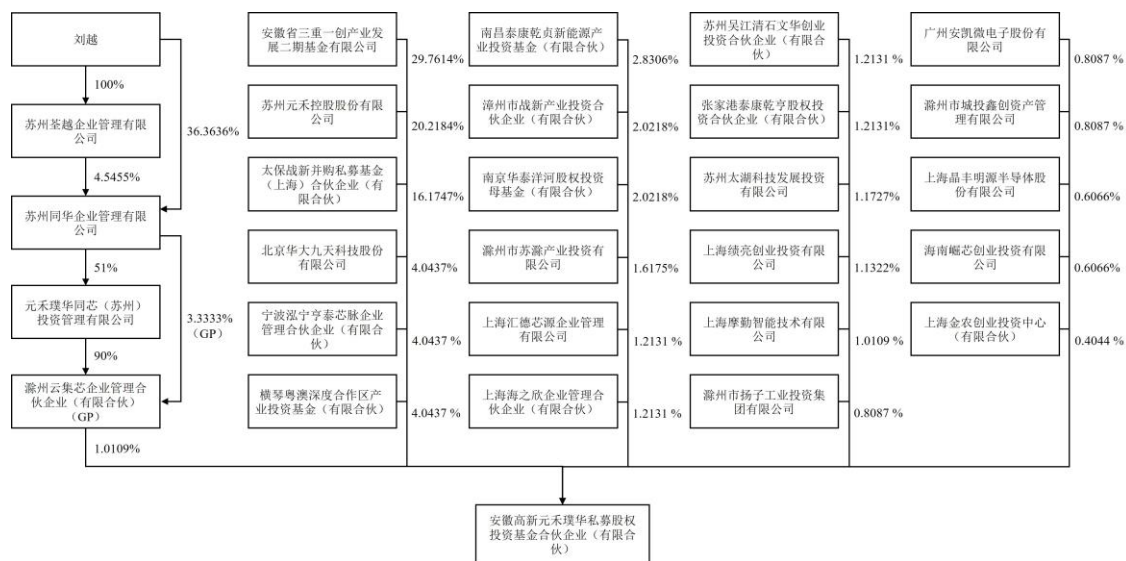 刘越
100%
36.3636%
苏州荃越企业管理有限
公司
4.5455%
苏州同华企业管理有限
公司
51%
3.3333%
（GP）
元禾璞华同芯（苏州）
投资管理有限公司
90%
滁州云集芯企业管理合
伙企业（有限合伙）
（GP）
1.0109%
安徽省三重一创产业发
展二期基金有限公司
29.7614%
苏州元禾控股股份有限
公司
20.2184%
太保战新并购私募基金
（上海）合伙企业（有
限合伙）
16.1747%
北京华大九天科技股份
有限公司
4.0437%
宁波泓宁亨泰芯脉企业
管理合伙企业（有限合
伙）
4.0437 %
横琴粤澳深度合作区产
业投资基金（有限合伙）
4.0437 %
南昌泰康乾贞新能源产
业投资基金（有限合伙）
2.8306%
漳州市战新产业投资合
伙企业（有限合伙）
2.0218%
南京华泰洋河股权投资
母基金（有限合伙）
2.0218%
滁州市苏滁产业投资有
限公司
1.6175%
上海汇德芯源企业管理
有限公司
1.2131 %
上海海之欣企业管理合
伙企业（有限合伙）
1.2131 %
苏州吴江清石文华创业
投资合伙企业（有限合
伙）
1.2131 %
张家港泰康乾亨股权投
资合伙企业（有限合伙）
1.2131 %
苏州太湖科技发展投资
有限公司
1.1727%
上海绩亮创业投资有限
公司
1.1322 %
上海摩勤智能技术有限
公司
1.0109 %
滁州市扬子工业投资集
团有限公司
0.8087 %
广州安凯微电子股份有
限公司
0.8087 %
滁州市城投鑫创资产管
理有限公司
0.8087 %
上海晶丰明源半导体股
份有限公司
0.6066%
海南崛芯创业投资有限
公司
0.6066 %
上海金农创业投资中心
（有限合伙）
0.4044 %
安徽高新元禾璞华私募股权
投资基金合伙企业（有限合
伙）